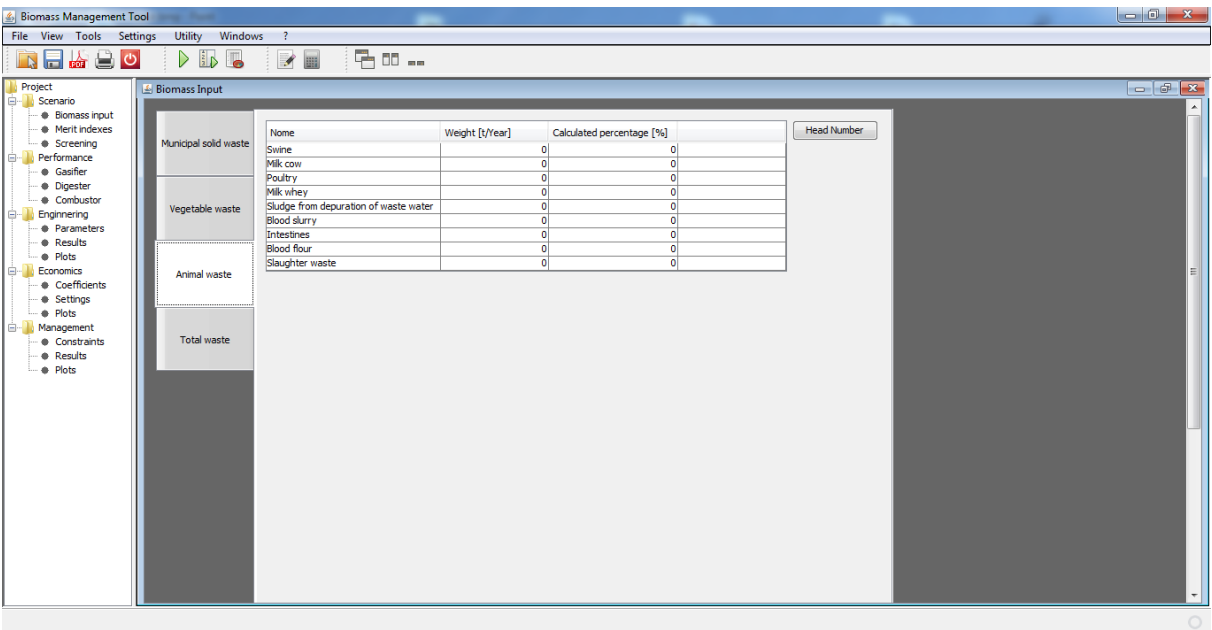 Biomass Management Tool
File View Tools Settings Utility Windows ?
PDF
Project
Scenario
Biomass input
Merit indexes
Screening
Performance
Gasifier
Digester
Combustor
Enginnering
Parameters
Results
Plots
Economics
Coefficients
Settings
Plots
Management
Constraints
Results
Plots
Biomass Input
Municipal solid waste
Vegetable waste
Animal waste
Total waste
Nome Weight [t/Year] Calculated percentage [%]
Swine 0 0
Milk cow 0 0
Poultry 0 0
Milk whey 0 0
Sludge from depuration of waste water 0 0
Blood slurry 0 0
Intestines 0 0
Blood flour 0 0
Slaughter waste 0 0
Head Number